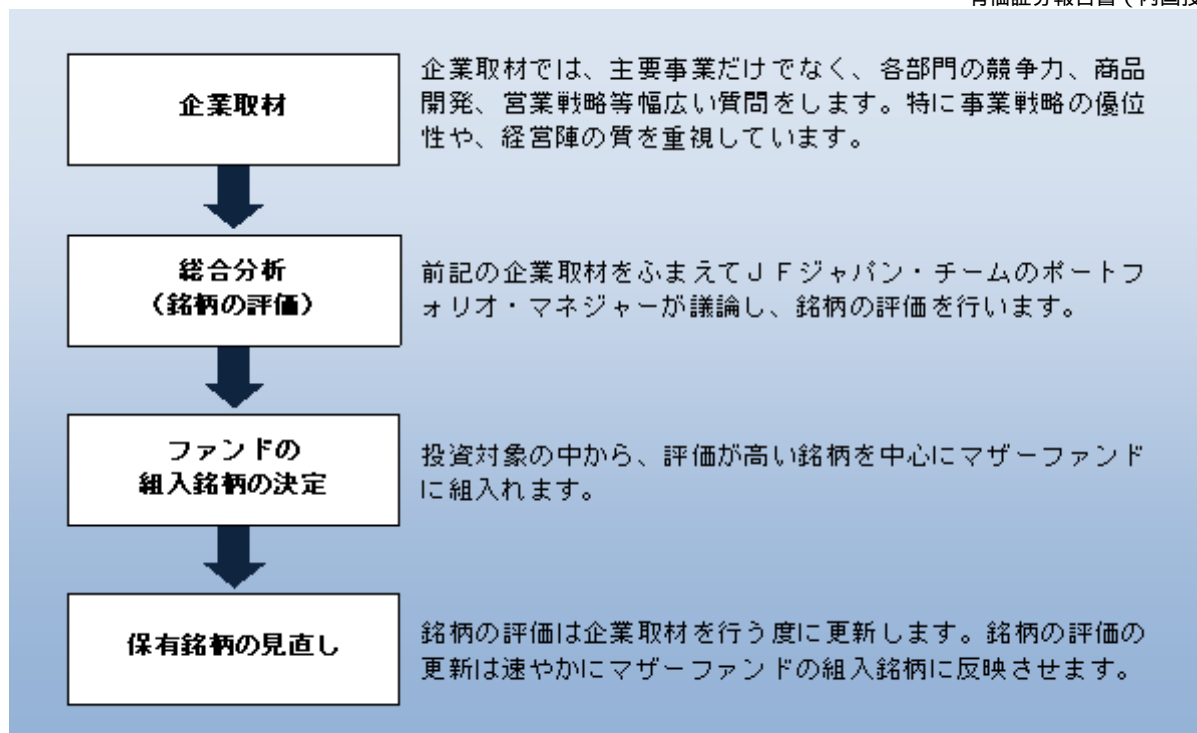 企業取材
企業取材では、主要事業だけでなく、各部門の競争力、商品
開発、営業戦略等幅広い質問をします。特に事業戦略の優位
性や、経営陣の質を重視しています。
総合分析
（銘柄の評価）
前記の企業取材をふまえてＪＦジャパン・チームのポートフ
ォリオ・マネジャーが議論し、銘柄の評価を行います。
ファンドの
組入銘柄の決定
投資対象の中から、評価が高い銘柄を中心にマザーファンド
に組入れます。
保有銘柄の見直し
銘柄の評価は企業取材を行う度に更新します。銘柄の評価の
更新は速やかにマザーファンドの組入銘柄に反映させます。